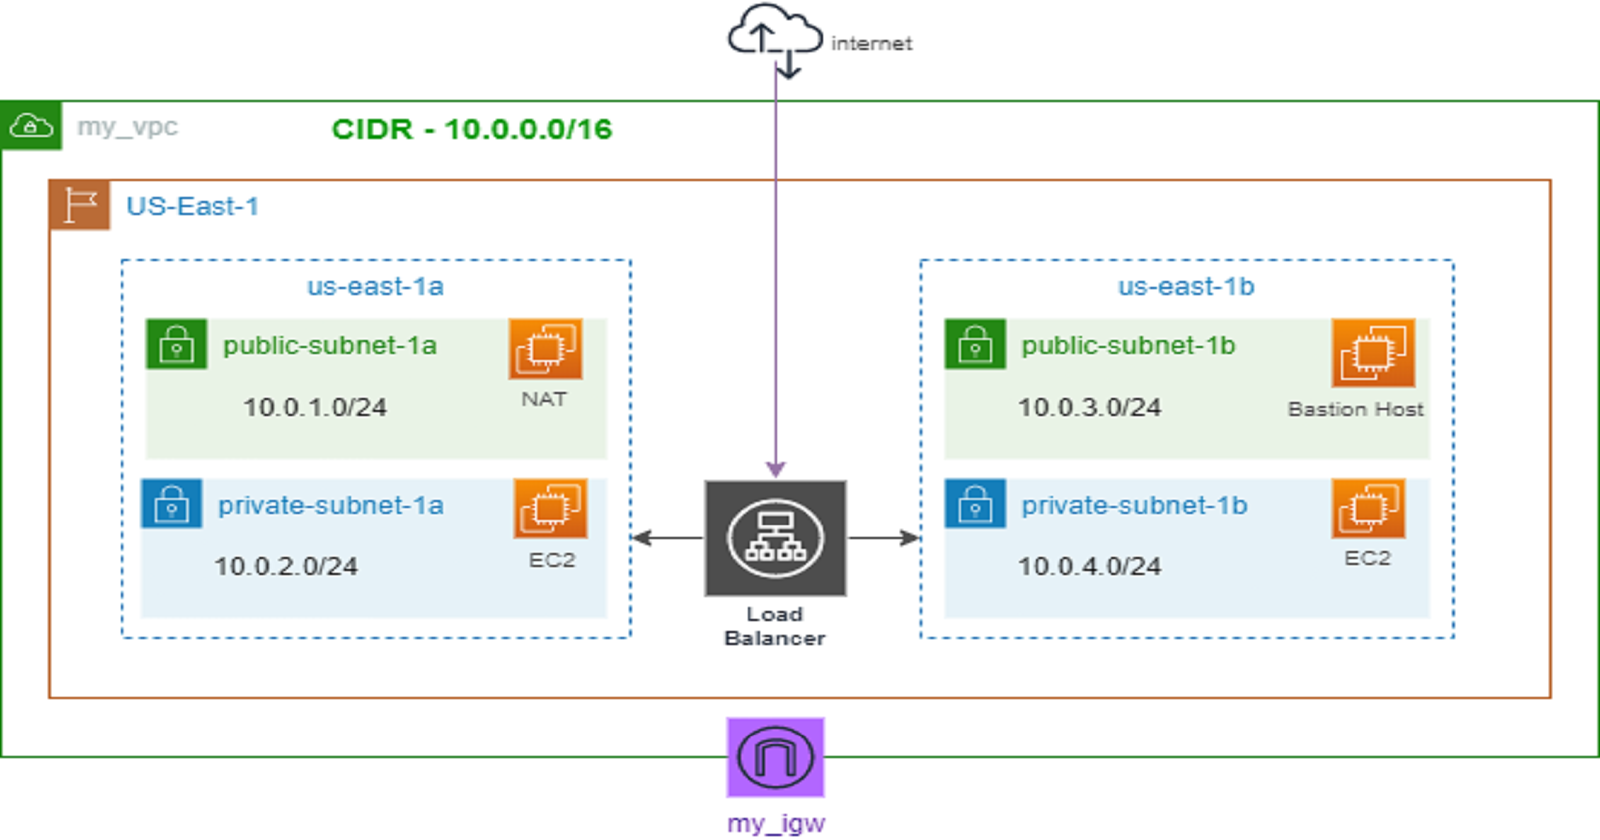 internet
my_vpc
CIDR - 10.0.0.0/16
US-East-1
us-east-1a
public-subnet-1a
10.0.1.0/24
NAT
private-subnet-1a
10.0.2.0/24
EC2
Load
Balancer
us-east-1b
public-subnet-1b
10.0.3.0/24
Bastion Host
private-subnet-1b
10.0.4.0/24
EC2
my_igw